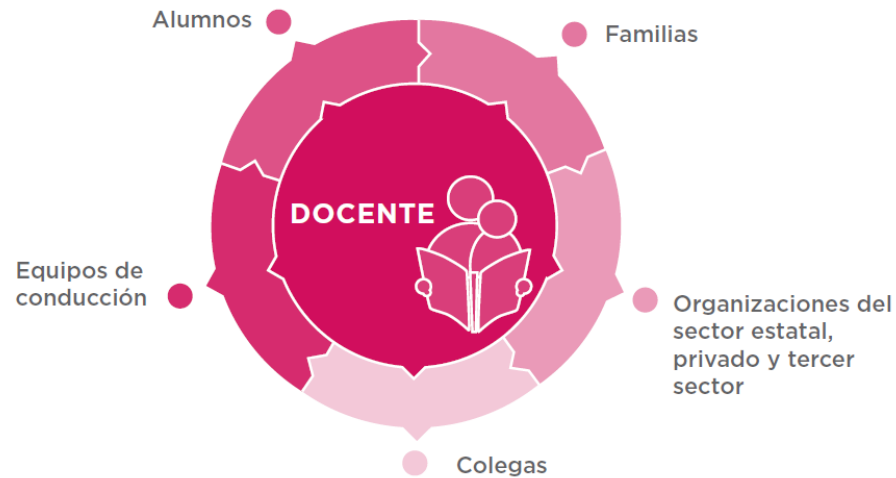 Alumnos
Familias
DOCENTE
Equipos de
conducción
Organizaciones del
sector estatal,
privado y tercer
sector
Colegas